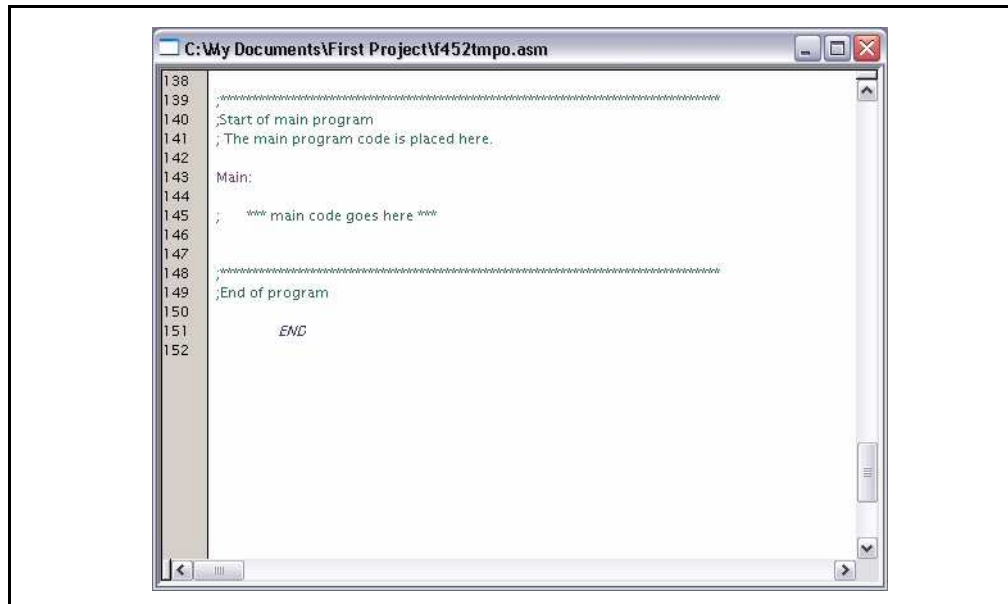 C:\My Documents\First Project\f452tmpo.asm
138
139 ;******************************************************************************
140 ;Start of main program
141 ; The main program code is placed here.
142
143 Main:
144
145 ; *** main code goes here ***
146
147
148 ;******************************************************************************
149 ;End of program
150
151 END
152